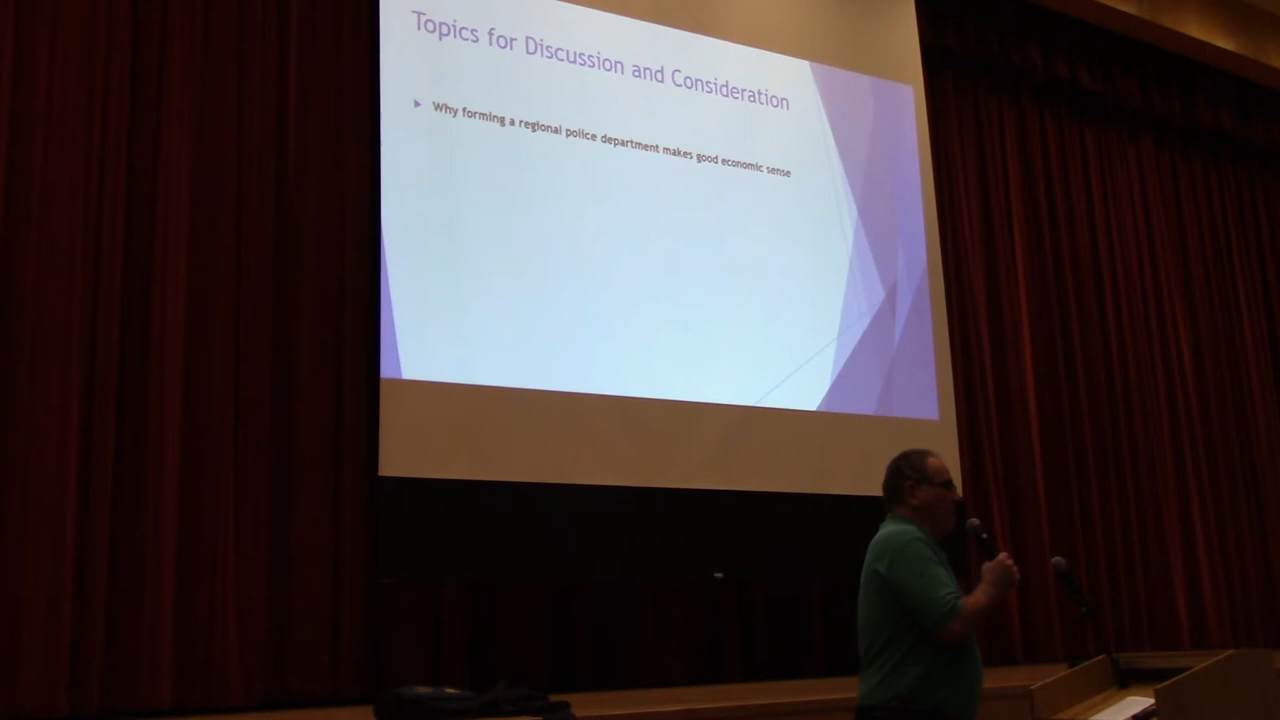 Topics for Discussion and Consideration
Why forming a regional police department makes good economic sense